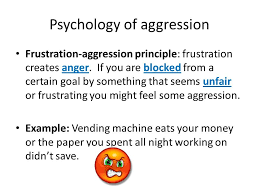 Psychology of aggression
• Frustration-aggression principle: frustration
creates anger. If you are blocked from a
certain goal by something that seems unfair
or frustrating you might feel some aggression.
• Example: Vending machine eats your money
or the paper you spent all night working on
didn't save.